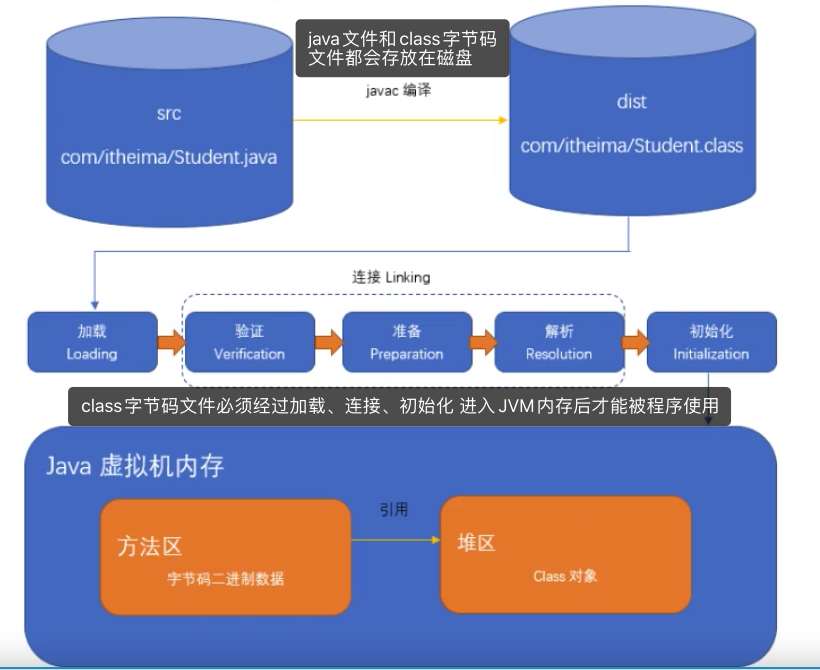 java文件和class字节码
文件都会存放在磁盘
javac 编译
src
com/itheima/Student.java
dist
com/itheima/Student.class
连接 Linking
加载
Loading
验证
Verification
准备
Preparation
解析
Resolution
初始化
Initialization
class字节码文件必须经过加载、连接、初始化 进入JVM内存后才能被程序使用
Java 虚拟机内存
方法区
字节码二进制数据
引用
堆区
Class 对象